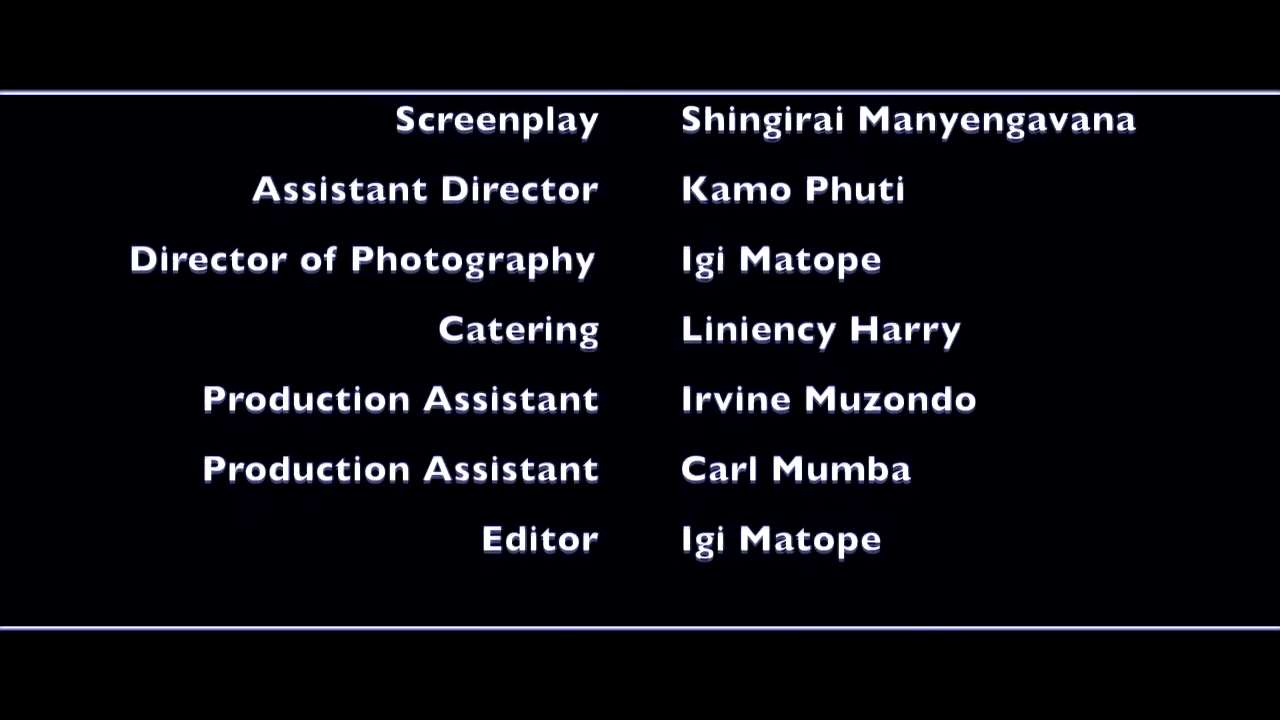 Screenplay Shingirai Manyengavana
Assistant Director Kamo Phuti
Director of Photography Igi Matope
Catering Liniency Harry
Production Assistant Irvine Muzondo
Production Assistant Carl Mumba
Editor Igi Matope